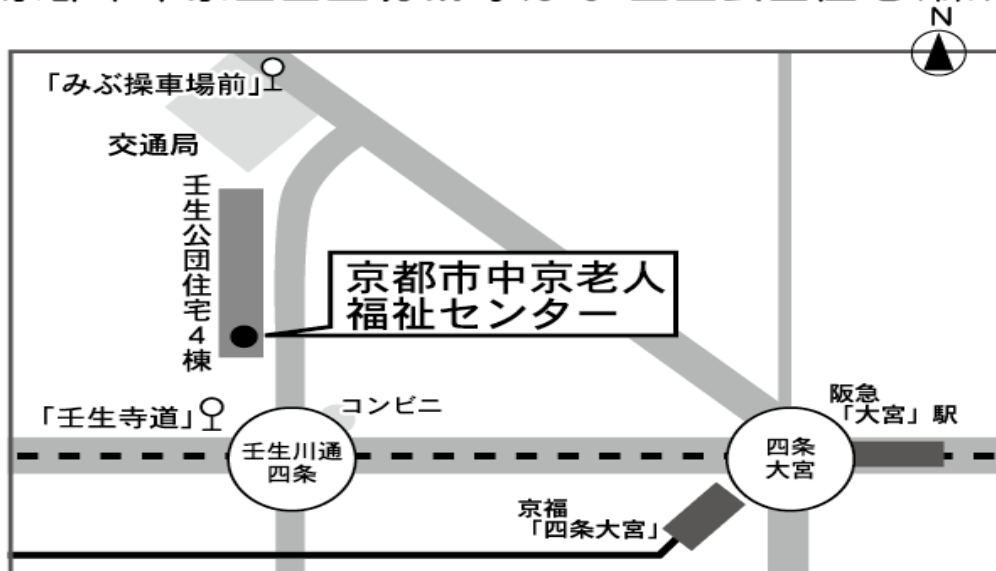 N
「みぶ操車場前」
交通局
壬生公団住宅4棟
京都市中京老人
福祉センター
「壬生寺道」
コンビニ
壬生川通
四条
四条
大宮
阪急
「大宮」駅
京福
「四条大宮」